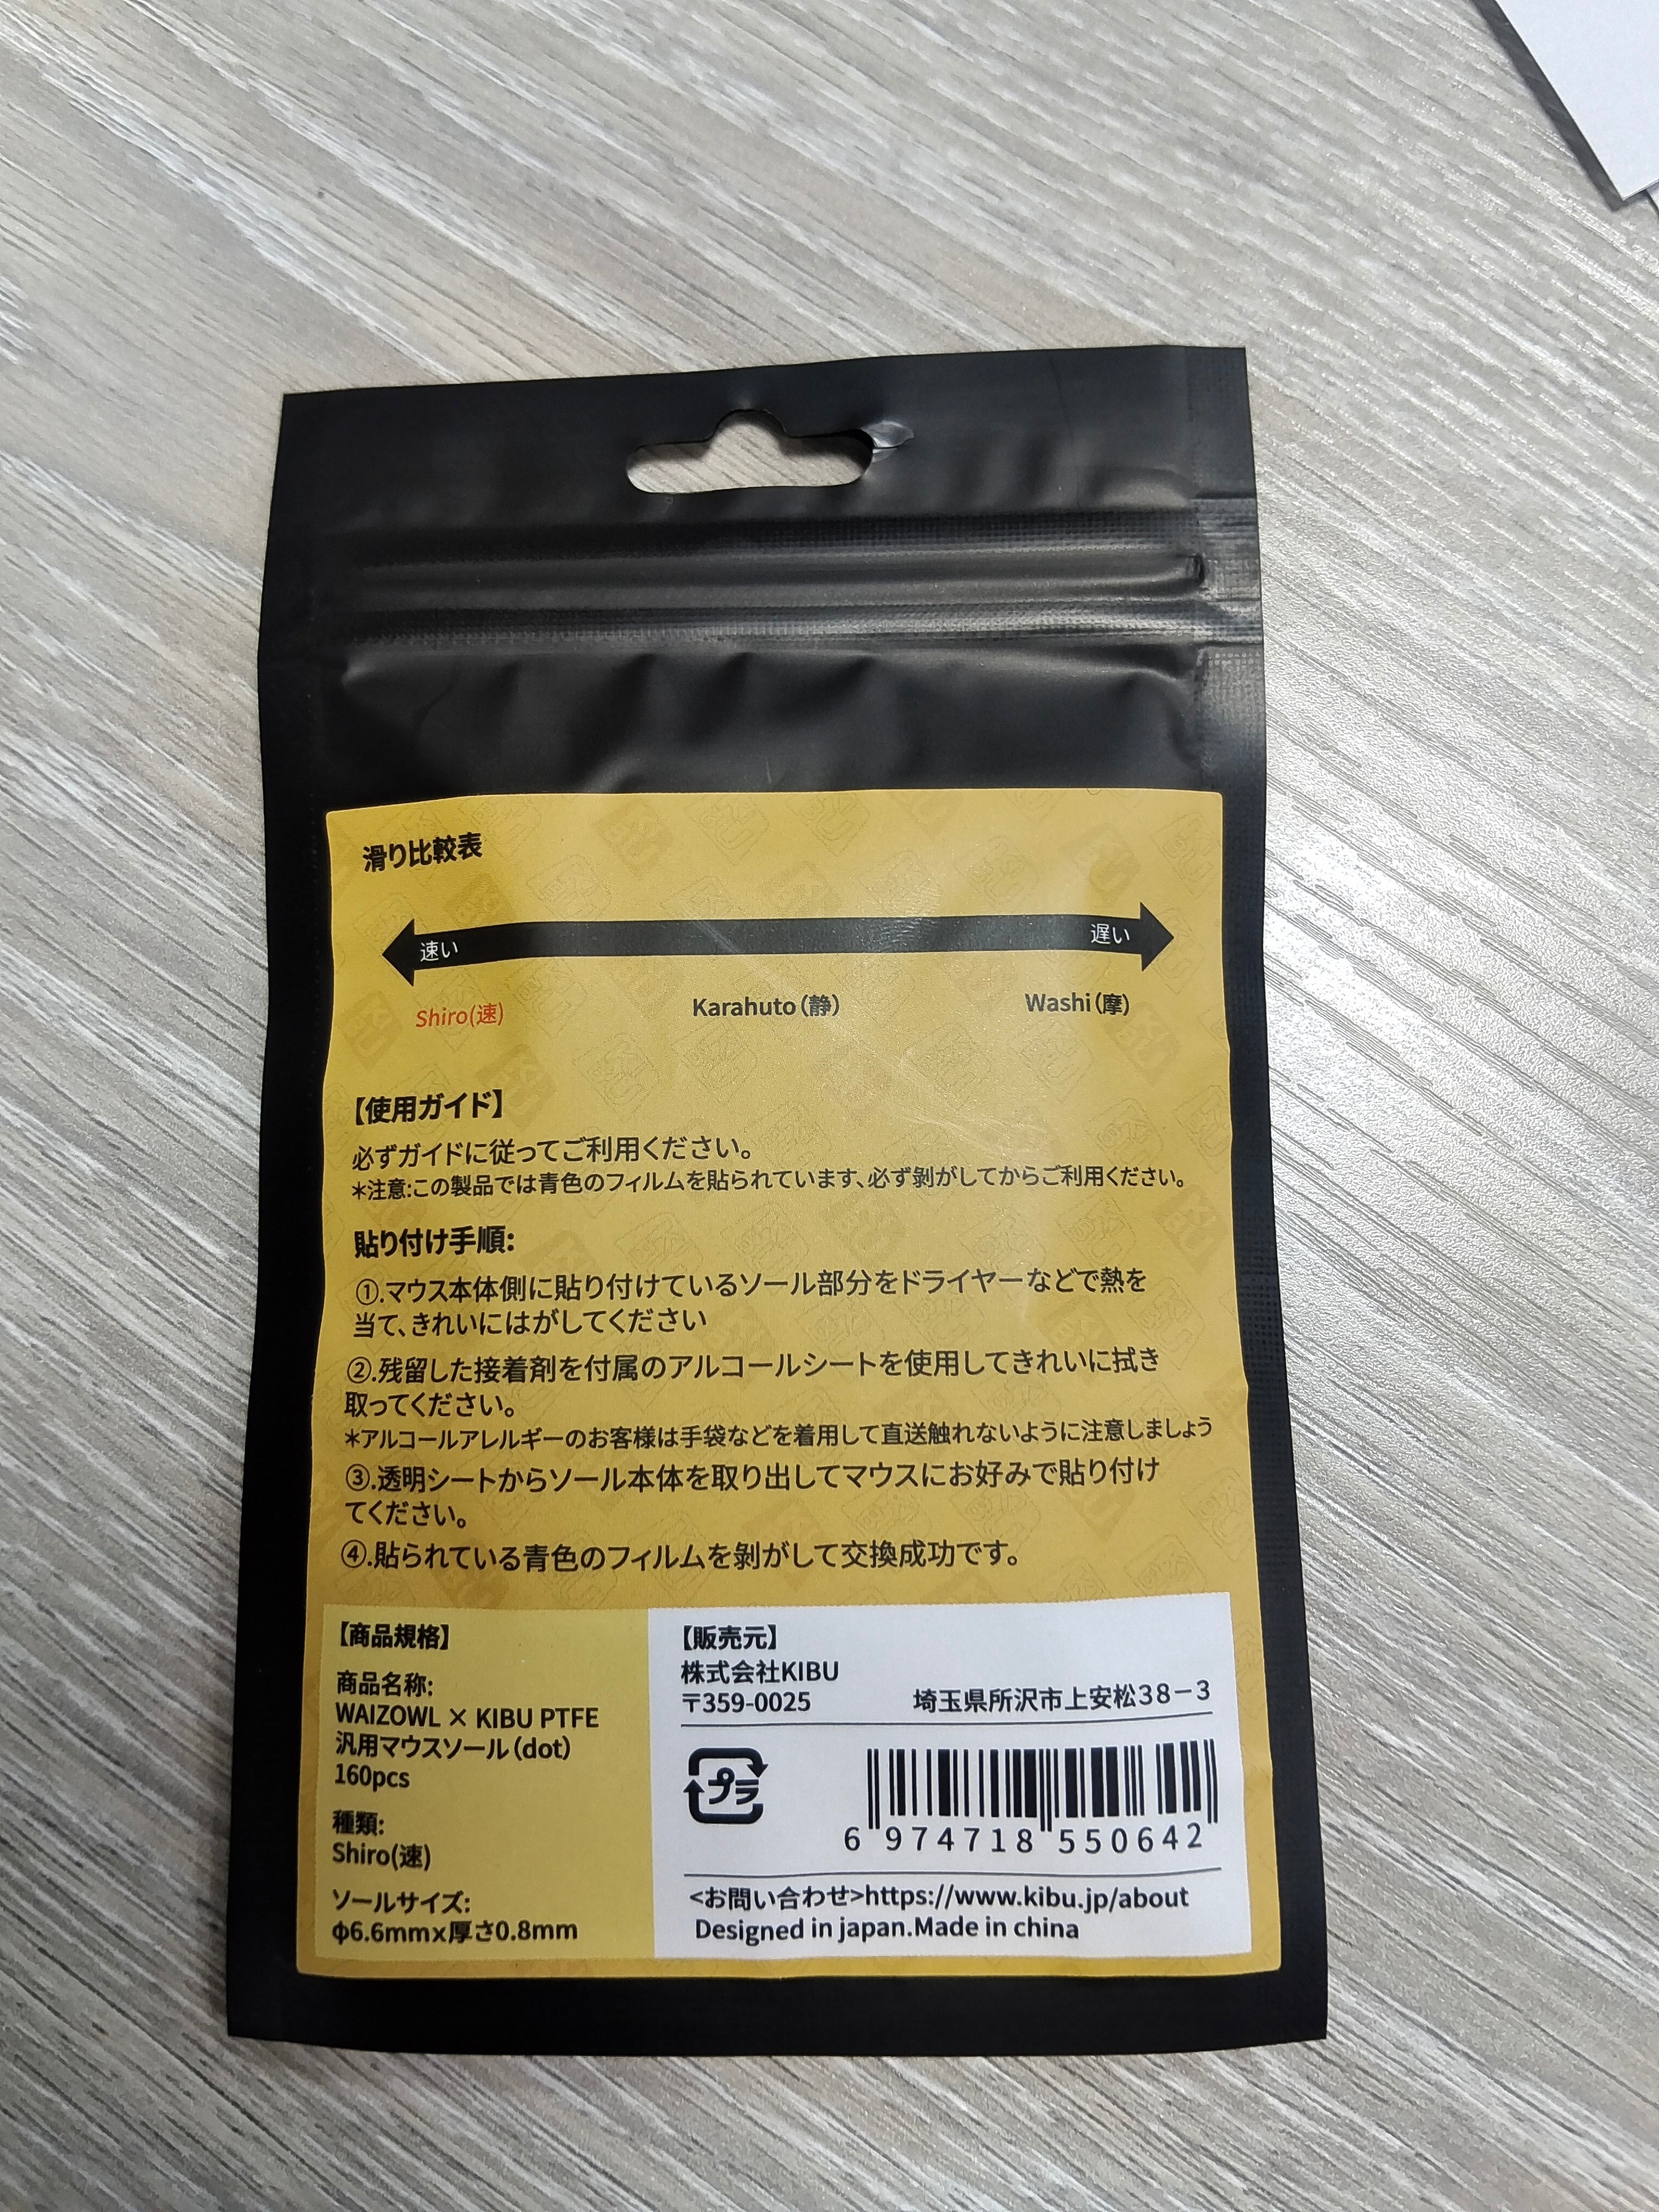 滑り比較表
速い 遅い
Shiro(速) Karahuto(静) Washi(摩)
【使用ガイド】
必ずガイドに従ってご利用ください。
*注意:この製品では青色のフィルムを貼られています、必ず剝がしてからご利用ください。
貼り付け手順:
①.マウス本体側に貼り付けているソール部分をドライヤーなどで熱を
当て、きれいにはがしてください
②.残留した接着剤を付属のアルコールシートを使用してきれいに拭き
取ってください。
*アルコールアレルギーのお客様は手袋などを着用して直送触れないように注意しましょう
③.透明シートからソール本体を取り出してマウスにお好みで貼り付け
てください。
④.貼られている青色のフィルムを剝がして交換成功です。
【商品規格】
商品名称:
WAIZOWL × KIBU PTFE
汎用マウスソール(dot)
160pcs
種類:
Shiro(速)
ソールサイズ:
φ6.6mmx厚さ0.8mm
【販売元】
株式会社KIBU
〒359-0025 埼玉県所沢市上安松38-3
プラ
6 974718 550642
<お問い合わせ>https://www.kibu.jp/about
Designed in japan.Made in china